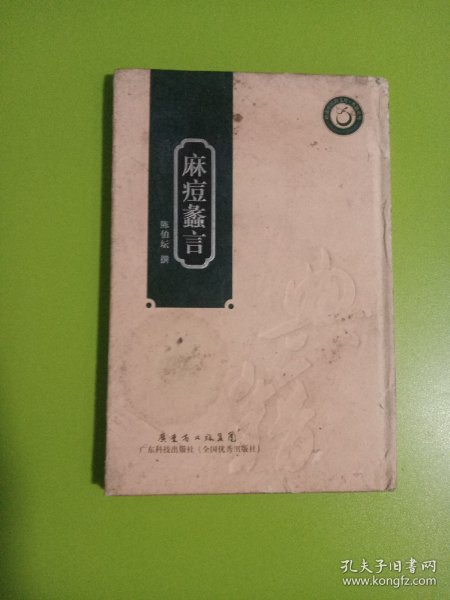 麻痘蠡言
陈伯坛 撰
典籍
广东省出版集团
广东科技出版社（全国优秀出版社）
孔夫子旧书网
www.kongfz.com